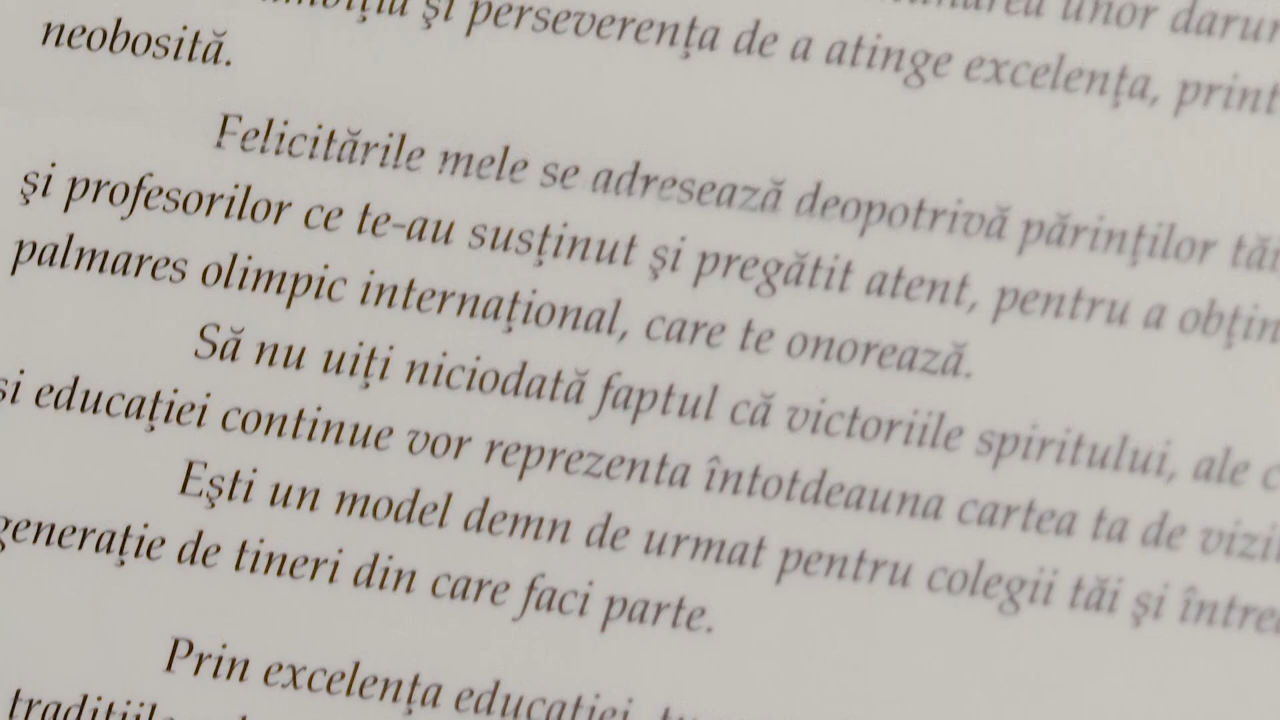 şi perseverenţa de a atinge excelenţa, print
neobosită.
Felicitările mele se adresează deopotrivă părinţilor tăi
şi profesorilor ce te-au susţinut şi pregătit atent, pentru a obţin
palmares olimpic internaţional, care te onorează.
Să nu uiţi niciodată faptul că victoriile spiritului, ale c
şi educaţiei continue vor reprezenta întotdeauna cartea ta de vizi
Eşti un model demn de urmat pentru colegii tăi şi între
generaţie de tineri din care faci parte.
Prin excelenţa educaţiei